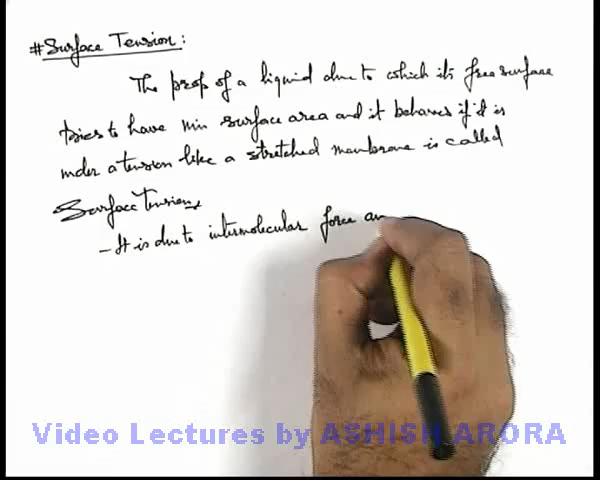 # Surface Tension :
The prop of a liquid due to which its free surface
tries to have min surface area and it behaves if it is
under a tension like a stretched membrane is called
Surface Tension
- It is due to intermolecular force an
Video Lectures by ASHISH ARORA